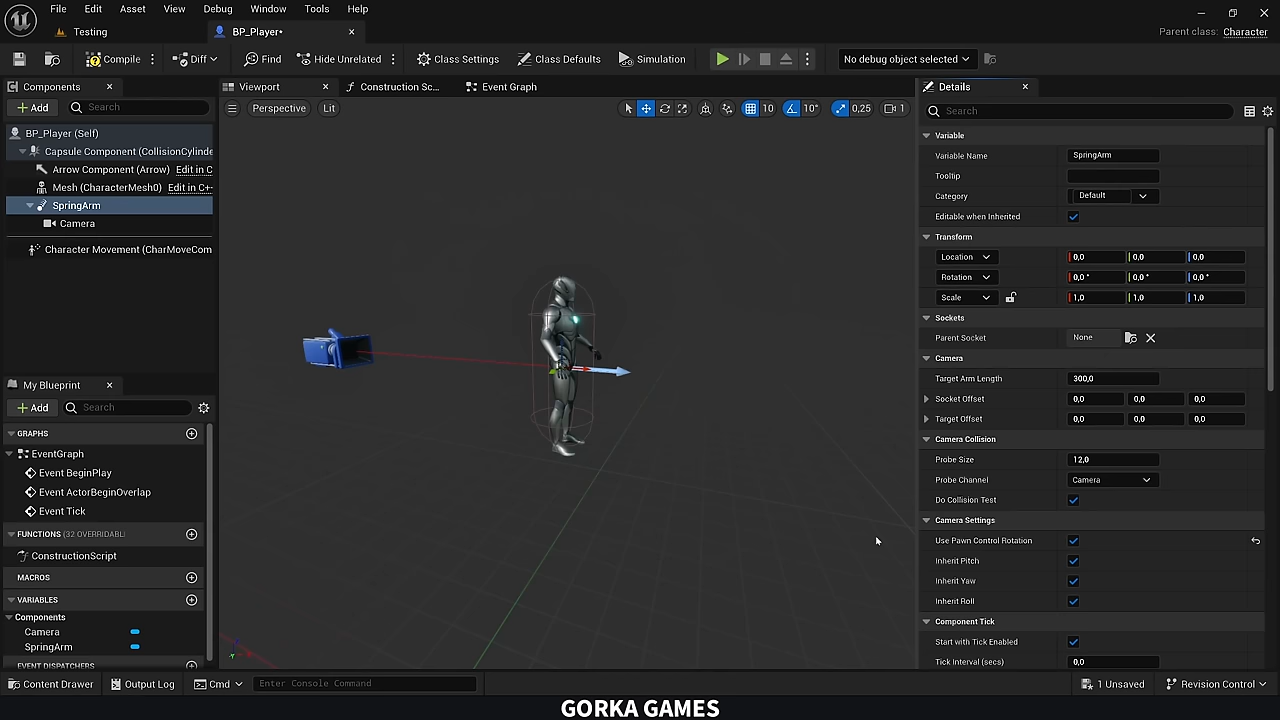 File Edit Asset View Debug Window Tools Help
Testing
BP_Player•
Parent class: Character
Compile
Diff
Find
Hide Unrelated
Class Settings
Class Defaults
Simulation
No debug object selected
Components
Viewport
Construction Sc...
Event Graph
Details
Add
Search
Perspective
Lit
10
10°
0,25
1
Search
BP_Player (Self)
Capsule Component (CollisionCylinde
Arrow Component (Arrow) Edit in C
Mesh (CharacterMesh0) Edit in C++
SpringArm
Camera
Character Movement (CharMoveCom
My Blueprint
Add
Search
GRAPHS
EventGraph
Event BeginPlay
Event ActorBeginOverlap
Event Tick
FUNCTIONS (32 OVERRIDABL
ConstructionScript
MACROS
VARIABLES
Components
Camera
SpringArm
EVENT DISPATCHERS
Variable
Variable Name SpringArm
Tooltip
Category Default
Editable when Inherited
Transform
Location 0,0 0,0 0,0
Rotation 0,0 ° 0,0 ° 0,0 °
Scale 1,0 1,0 1,0
Sockets
Parent Socket None
Camera
Target Arm Length 300,0
Socket Offset 0,0 0,0 0,0
Target Offset 0,0 0,0 0,0
Camera Collision
Probe Size 12,0
Probe Channel Camera
Do Collision Test
Camera Settings
Use Pawn Control Rotation
Inherit Pitch
Inherit Yaw
Inherit Roll
Component Tick
Start with Tick Enabled
Tick Interval (secs) 0,0
Content Drawer
Output Log
Cmd
Enter Console Command
1 Unsaved
Revision Control
GORKA GAMES